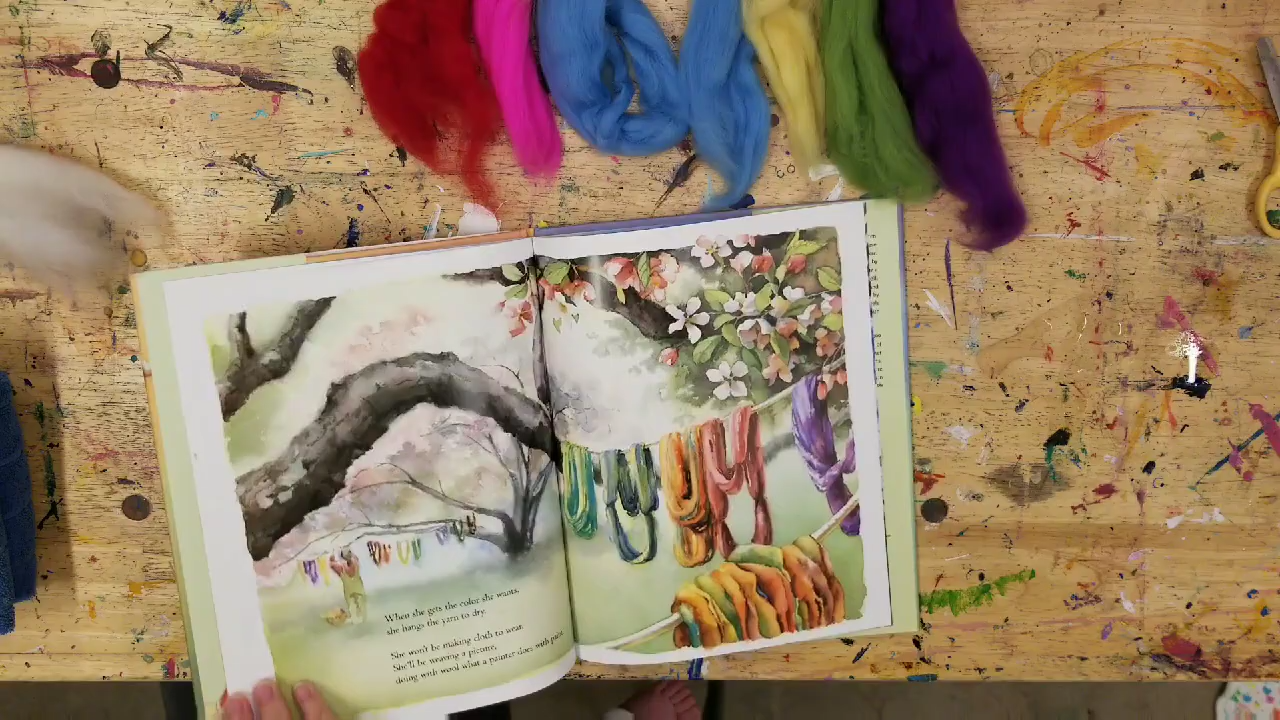 When she gets the color she wants,
she hangs the yarn to dry.
She won't be making cloth to wear.
She'll be weaving a picture,
doing with wool what a painter does with paint.